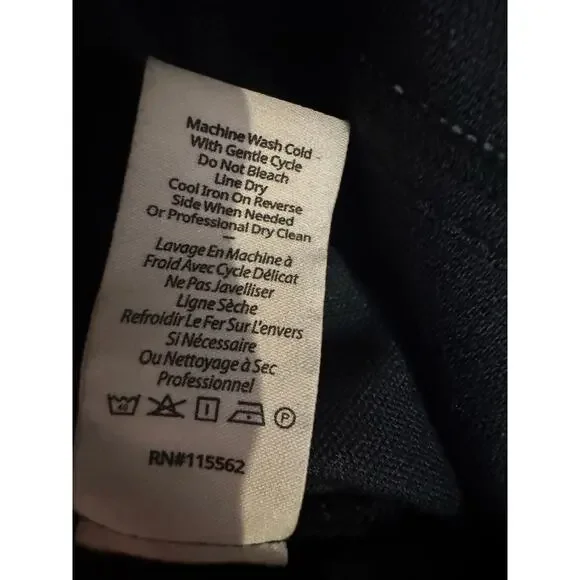 Machine Wash Cold
With Gentle Cycle
Do Not Bleach
Line Dry
Cool Iron On Reverse
Side When Needed
Or Professional Dry Clean
–
Lavage En Machine à
Froid Avec Cycle Délicat
Ne Pas Javelliser
Ligne Sèche
Refroidir Le Fer Sur L'envers
Si Nécessaire
Ou Nettoyage à Sec
Professionnel
40 P
RN#115562